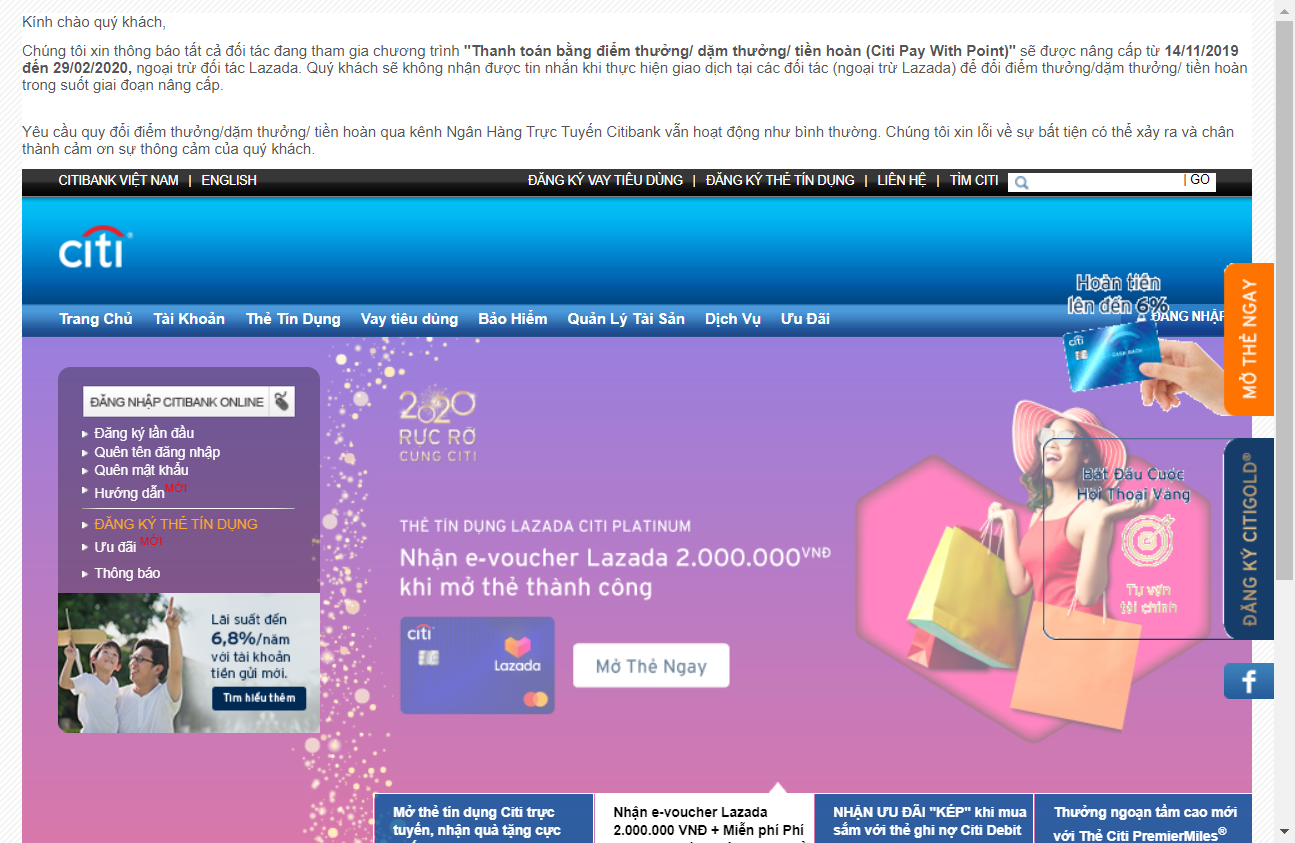 Kính chào quý khách,
Chúng tôi xin thông báo tất cả đối tác đang tham gia chương trình "Thanh toán bằng điểm thưởng/ dặm thưởng/ tiền hoàn (Citi Pay With Point)" sẽ được nâng cấp từ 14/11/2019
đến 29/02/2020, ngoại trừ đối tác Lazada. Quý khách sẽ không nhận được tin nhắn khi thực hiện giao dịch tại các đối tác (ngoại trừ Lazada) để đổi điểm thưởng/dặm thưởng/ tiền hoàn
trong suốt giai đoạn nâng cấp.
Yêu cầu quy đổi điểm thưởng/dặm thưởng/ tiền hoàn qua kênh Ngân Hàng Trực Tuyến Citibank vẫn hoạt động như bình thường. Chúng tôi xin lỗi về sự bất tiện có thể xảy ra và chân
thành cảm ơn sự thông cảm của quý khách.
CITIBANK VIỆT NAM | ENGLISH ĐĂNG KÝ VAY TIÊU DÙNG | ĐĂNG KÝ THẺ TÍN DỤNG | LIÊN HỆ | TÌM CITI | GO
citi®
Hoàn tiền
lên đến 6%
Trang Chủ Tài Khoản Thẻ Tín Dụng Vay tiêu dùng Bảo Hiểm Quản Lý Tài Sản Dịch Vụ Ưu Đãi ĐĂNG NHẬP
citi
CASH BACK
MỞ THẺ NGAY
ĐĂNG NHẬP CITIBANK ONLINE
Đăng ký lần đầu
Quên tên đăng nhập
Quên mật khẩu
Hướng dẫn MỚI
ĐĂNG KÝ THẺ TÍN DỤNG
Ưu đãi MỚI
Thông báo
Lãi suất đến
6,8%/năm
với tài khoản
tiền gửi mới.
Tìm hiểu thêm
2020
RỰC RỠ
CÙNG CITI
THẺ TÍN DỤNG LAZADA CITI PLATINUM
Nhận e-voucher Lazada 2.000.000VNĐ
khi mở thẻ thành công
citi
Lazada
Mở Thẻ Ngay
Bắt Đầu Cuộc
Hội Thoại Vàng
Tư vấn
tài chính
ĐĂNG KÝ CITIGOLD®
f
Mở thẻ tín dụng Citi trực
tuyến, nhận quà tặng cực
Nhận e-voucher Lazada
2.000.000 VNĐ + Miễn phí Phí
NHẬN ƯU ĐÃI "KÉP" khi mua
sắm với thẻ ghi nợ Citi Debit
Thưởng ngoạn tầm cao mới
với Thẻ Citi PremierMiles®